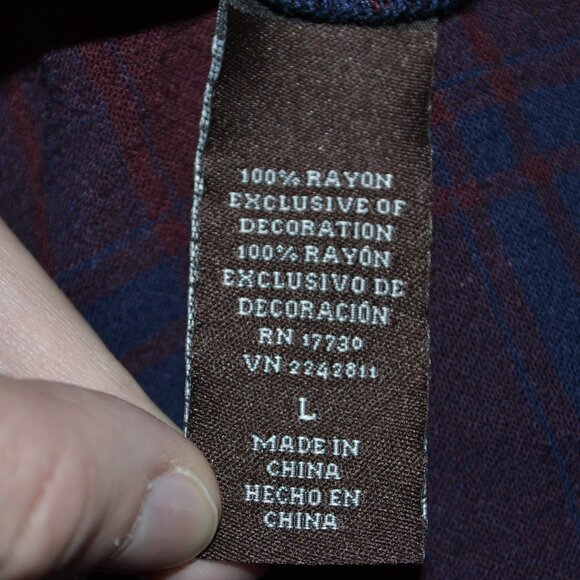 100% RAYON
EXCLUSIVE OF
DECORATION
100% RAYÓN
EXCLUSIVO DE
DECORACIÓN
RN 17730
VN 2242811
L
MADE IN
CHINA
HECHO EN
CHINA